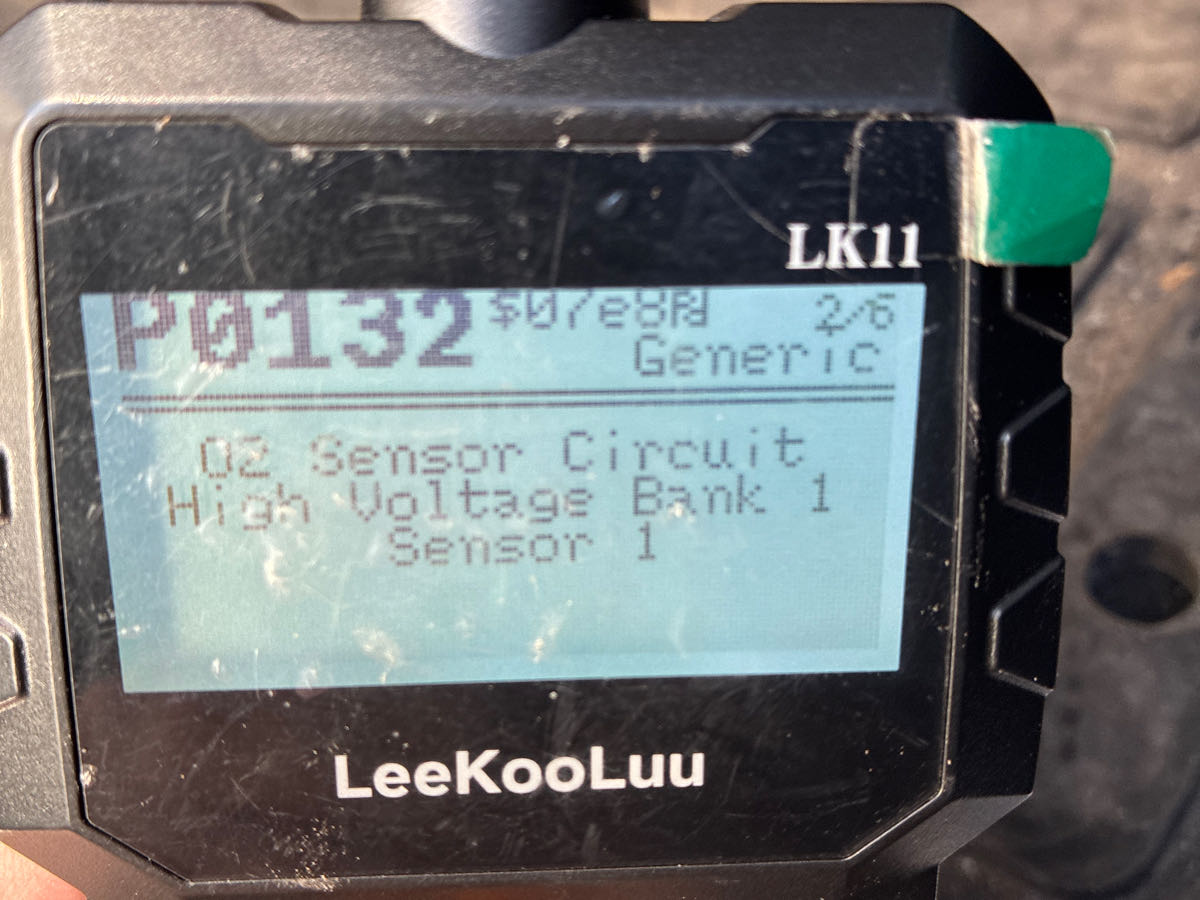 LK11
P0132 $07e8 2/6
Generic
O2 Sensor Circuit
High Voltage Bank 1
Sensor 1
LeeKooLuu